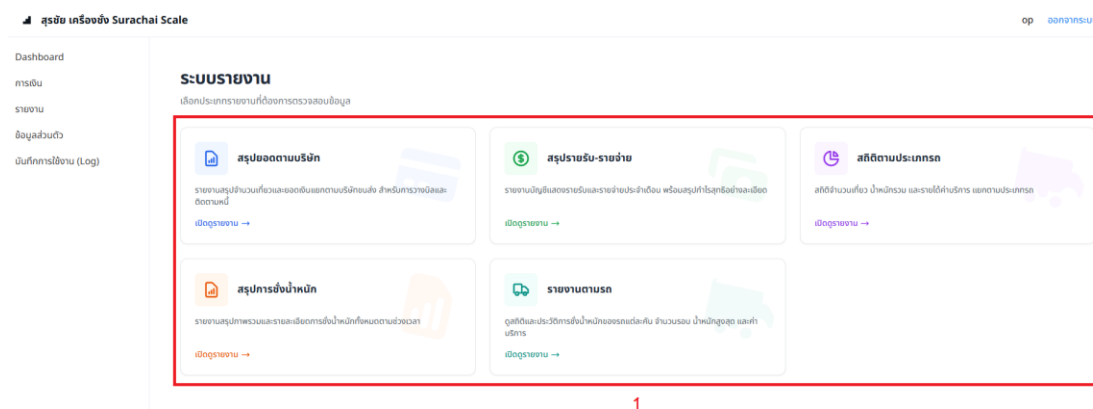 สุรชัย เครื่องชั่ง Surachai Scale
op ออกจากระบบ
Dashboard
การเงิน
รายงาน
ข้อมูลส่วนตัว
บันทึกการใช้งาน (Log)
ระบบรายงาน
เลือกประเภทรายงานที่ต้องการตรวจสอบข้อมูล
สรุปยอดตามบริษัท
รายงานสรุปจำนวนเที่ยวและยอดเงินแยกตามบริษัทขนส่ง สำหรับการวางบิลและ
ติดตามหนี้
เปิดดูรายงาน →
สรุปรายรับ-รายจ่าย
รายงานบัญชีแสดงรายรับและรายจ่ายประจำเดือน พร้อมสรุปกำไรสุทธิอย่างละเอียด
เปิดดูรายงาน →
สถิติตามประเภทรถ
สถิติจำนวนเที่ยว น้ำหนักรวม และรายได้ค่าบริการ แยกตามประเภทรถ
เปิดดูรายงาน →
สรุปการชั่งน้ำหนัก
รายงานสรุปภาพรวมและรายละเอียดการชั่งน้ำหนักทั้งหมดตามช่วงเวลา
เปิดดูรายงาน →
รายงานตามรถ
ดูสถิติและประวัติการชั่งน้ำหนักของรถแต่ละคัน จำนวนรอบ น้ำหนักสูงสุด และค่า
บริการ
เปิดดูรายงาน →
1